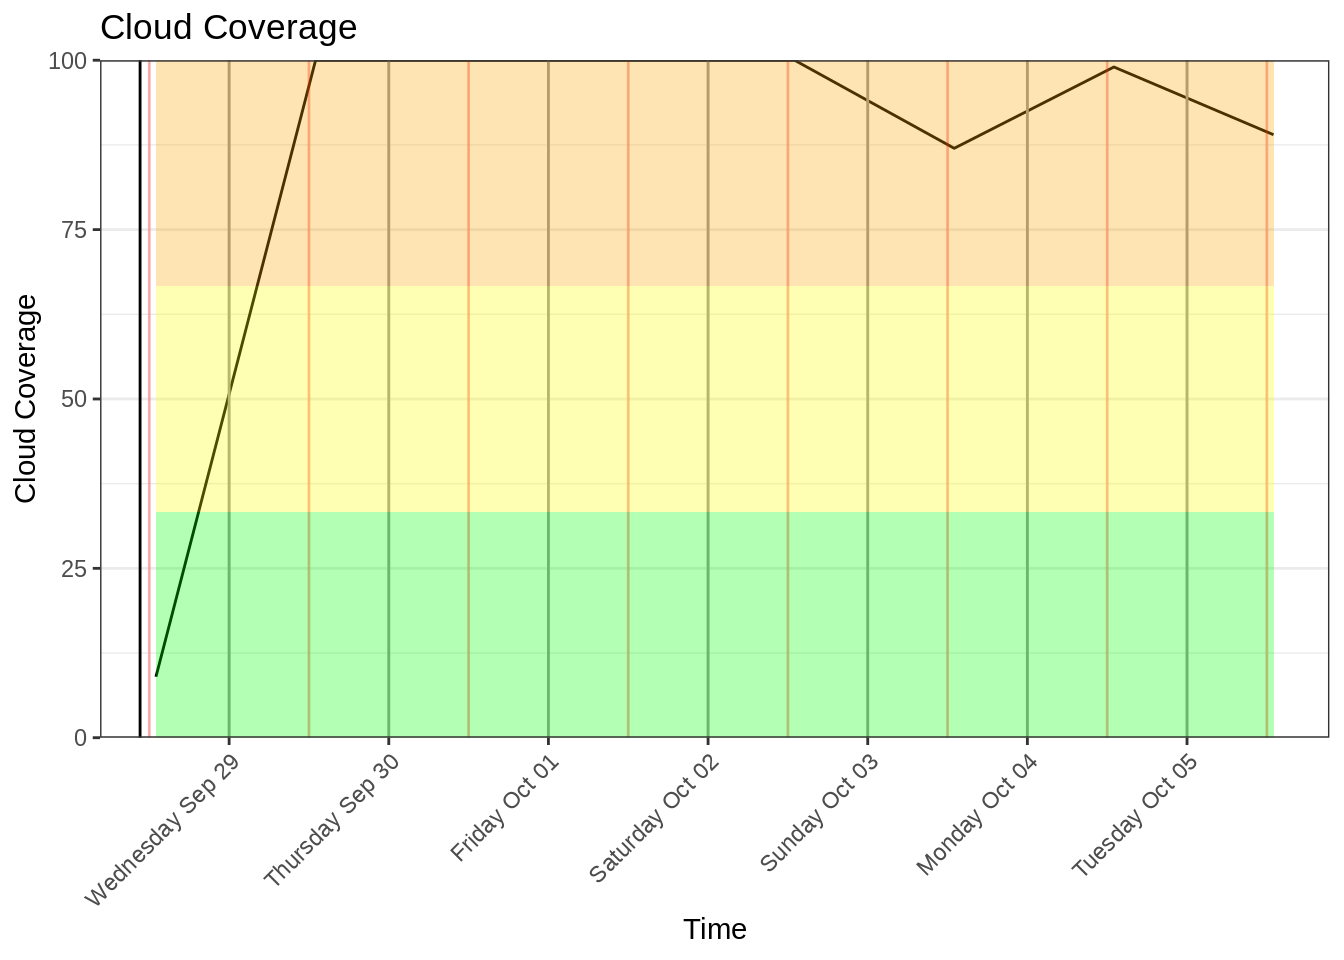 Cloud Coverage
100
75
50
25
0
Cloud Coverage
Wednesday Sep 29
Thursday Sep 30
Friday Oct 01
Saturday Oct 02
Sunday Oct 03
Monday Oct 04
Tuesday Oct 05
Time